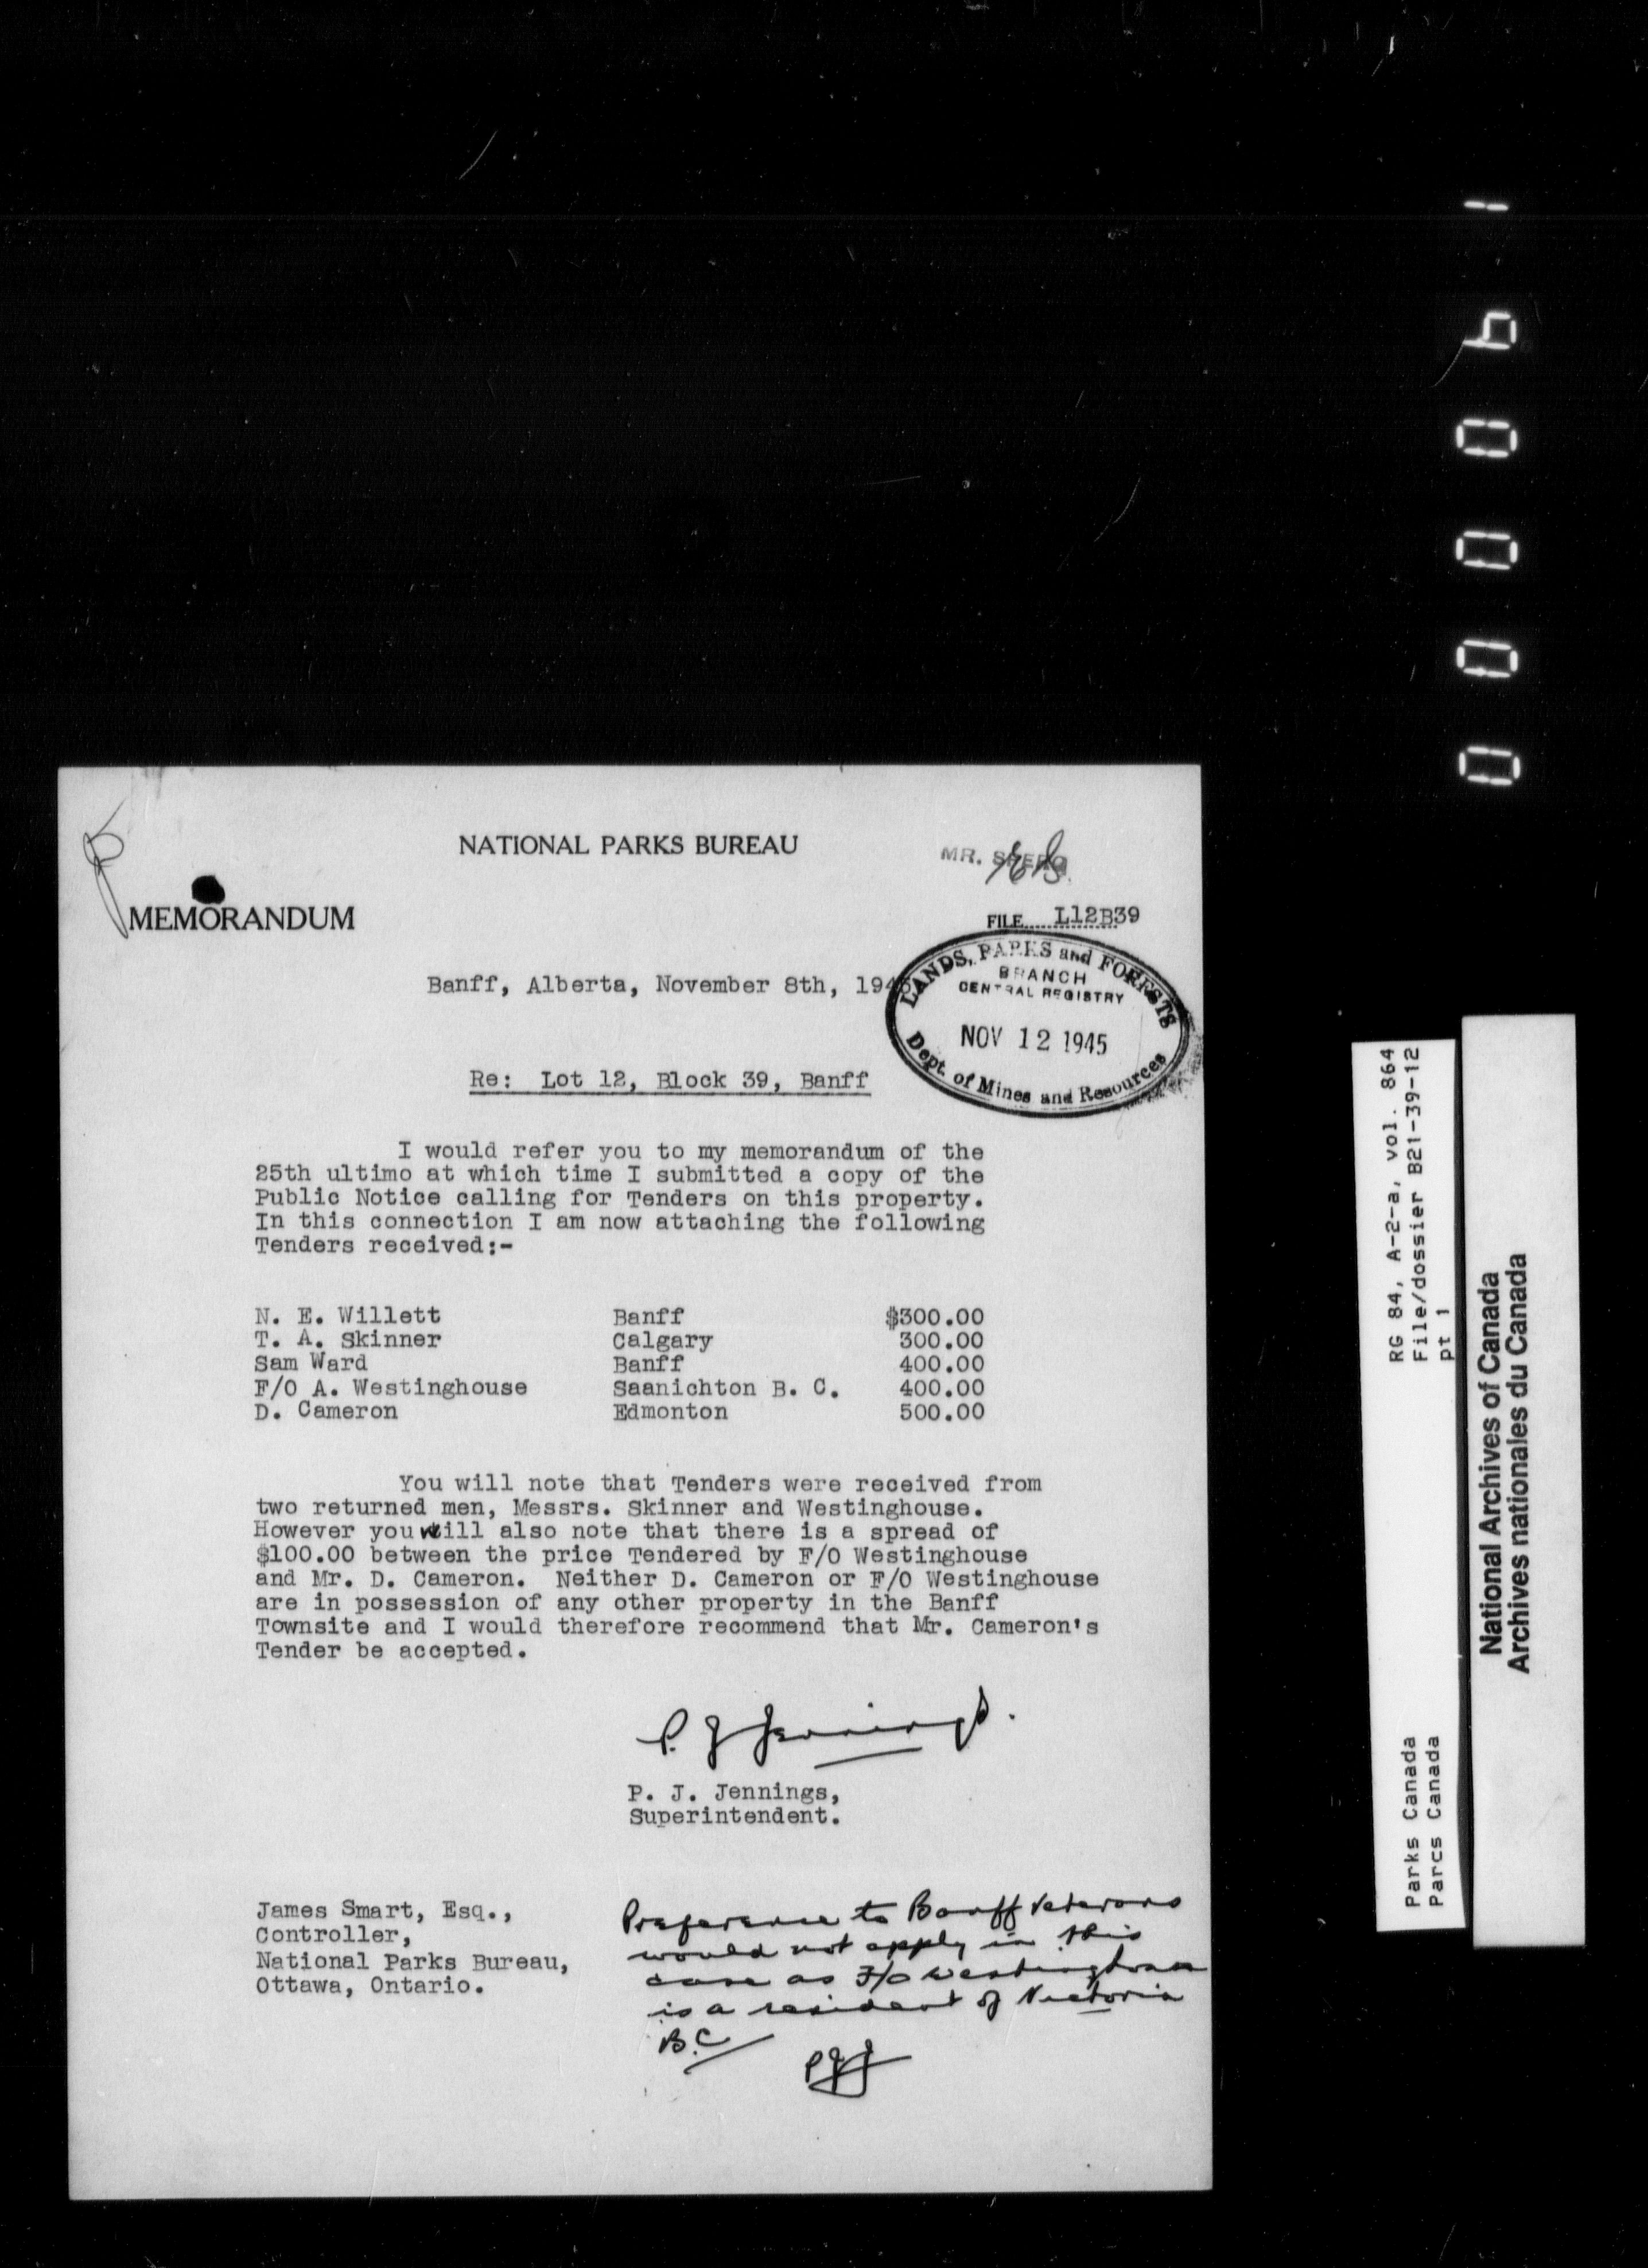 NATIONAL PARKS BUREAU
MR. SPERO
MEMORANDUM
FILE L12B39
LANDS, PARKS and FORESTS
BRANCH
CENTRAL REGISTRY
NOV 12 1945
Dept. of Mines and Resources
Banff, Alberta, November 8th, 194
Re: Lot 12, Block 39, Banff
I would refer you to my memorandum of the
25th ultimo at which time I submitted a copy of the
Public Notice calling for Tenders on this property.
In this connection I am now attaching the following
Tenders received:-
N. E. Willett Banff $300.00
T. A. Skinner Calgary 300.00
Sam Ward Banff 400.00
F/O A. Westinghouse Saanichton B. C. 400.00
D. Cameron Edmonton 500.00
You will note that Tenders were received from
two returned men, Messrs. Skinner and Westinghouse.
However you will also note that there is a spread of
$100.00 between the price Tendered by F/O Westinghouse
and Mr. D. Cameron. Neither D. Cameron or F/O Westinghouse
are in possession of any other property in the Banff
Townsite and I would therefore recommend that Mr. Cameron's
Tender be accepted.
P. J. Jennings.
P. J. Jennings,
Superintendent.
James Smart, Esq.,
Controller,
National Parks Bureau,
Ottawa, Ontario.
Preference to Banff Veterans
would not apply in this
case as F/O Westinghouse
is a resident of Victoria
B.C
PJJ
RG 84, A-2-a, vol. 864
File/dossier B21-39-12
pt 1
Parks Canada
Parcs Canada
National Archives of Canada
Archives nationales du Canada